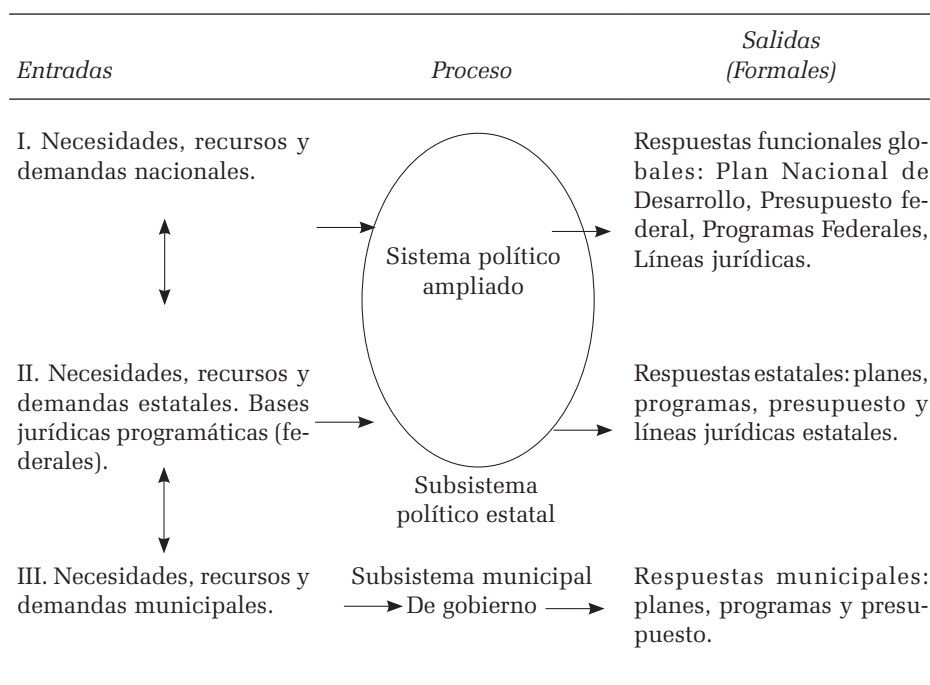 Entradas
Proceso
Salidas
(Formales)
I. Necesidades, recursos y
demandas nacionales.
Sistema político
ampliado
Respuestas funcionales glo-
bales: Plan Nacional de
Desarrollo, Presupuesto fe-
deral, Programas Federales,
Líneas jurídicas.
II. Necesidades, recursos y
demandas estatales. Bases
jurídicas programáticas (fe-
derales).
Subsistema
político estatal
Respuestas estatales: planes,
programas, presupuesto y
líneas jurídicas estatales.
III. Necesidades, recursos y
demandas municipales.
Subsistema municipal
De gobierno
Respuestas municipales:
planes, programas y presu-
puesto.